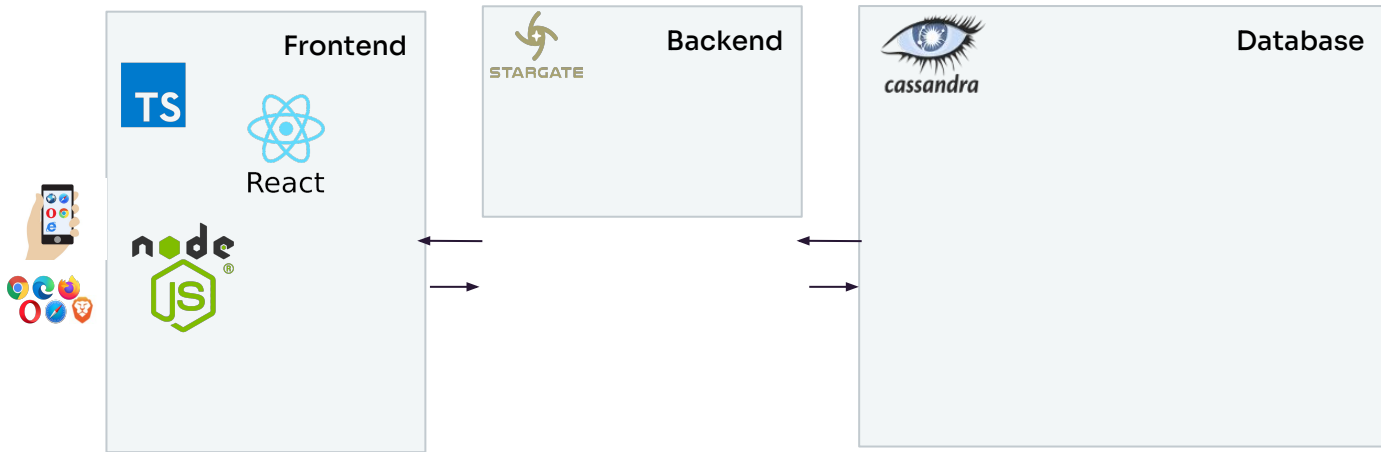 Frontend
TS
React
node
JS
®
STARGATE
Backend
cassandra
Database